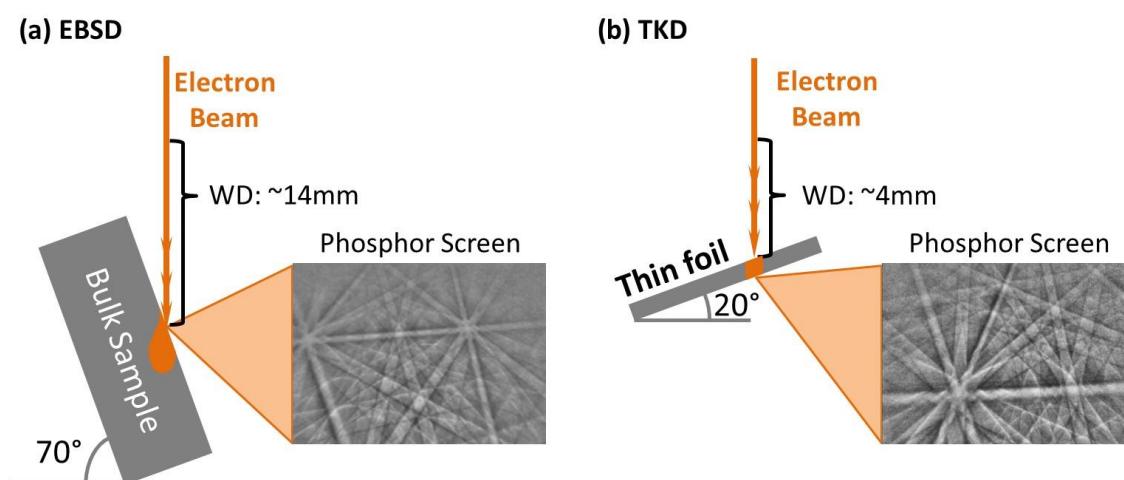 (a) EBSD
Electron
Beam
WD: ~14mm
Phosphor Screen
Bulk Sample
70°
(b) TKD
Electron
Beam
WD: ~4mm
Phosphor Screen
Thin foil
20°